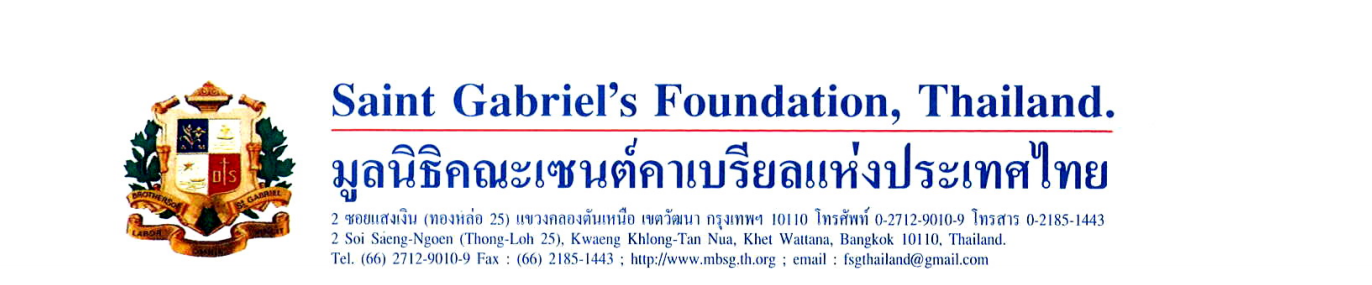 Saint Gabriel's Foundation, Thailand.
มูลนิธิคณะเซนต์คาเบรียลแห่งประเทศไทย
2 ซอยแสงเงิน (ทองหล่อ 25) แขวงคลองตันเหนือ เขตวัฒนา กรุงเทพฯ 10110 โทรศัพท์ 0-2712-9010-9 โทรสาร 0-2185-1443
2 Soi Saeng-Ngoen (Thong-Loh 25), Kwaeng Khlong-Tan Nua, Khet Wattana, Bangkok 10110, Thailand.
Tel. (66) 2712-9010-9 Fax : (66) 2185-1443 ; http://www.mbsg.th.org ; email : fsgthailand@gmail.com
A M
D S
BROTHERS OF
ST GABRIEL
LABOR